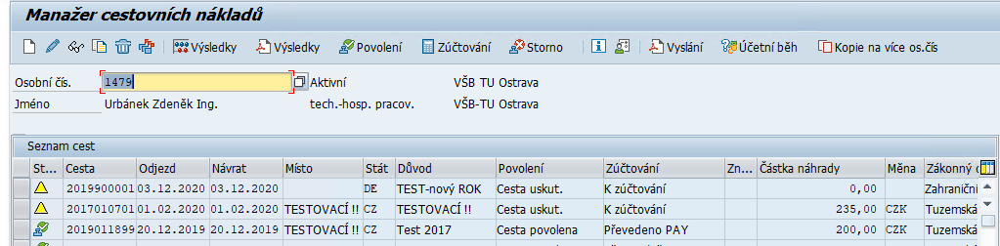 Manažer cestovních nákladů
Výsledky Výsledky Povolení Zúčtování Storno Vyslání Účetní běh Kopie na více os.čís
Osobní čís. 1479 Aktivní VŠB TU Ostrava
Jméno Urbánek Zdeněk Ing. tech.-hosp. pracov. VŠB-TU Ostrava
Seznam cest
St... Cesta Odjezd Návrat Místo Stát Důvod Povolení Zúčtování Zn... Částka náhrady Měna Zákonný
2019900001 03.12.2020 03.12.2020 DE TEST-nový ROK Cesta uskut. K zúčtování 0,00 Zahraniční
2017010701 01.02.2020 01.02.2020 TESTOVACÍ !! CZ TESTOVACÍ !! Cesta uskut. K zúčtování 235,00 CZK Tuzemská
2019011899 20.12.2019 20.12.2019 TESTOVACÍ !! CZ Test 2017 Cesta povolena Převedeno PAY 200,00 CZK Tuzemská